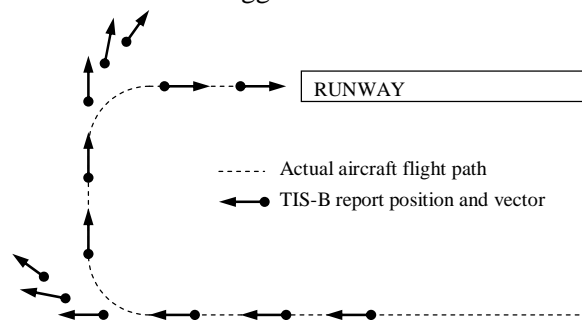 RUNWAY
Actual aircraft flight path
TIS-B report position and vector